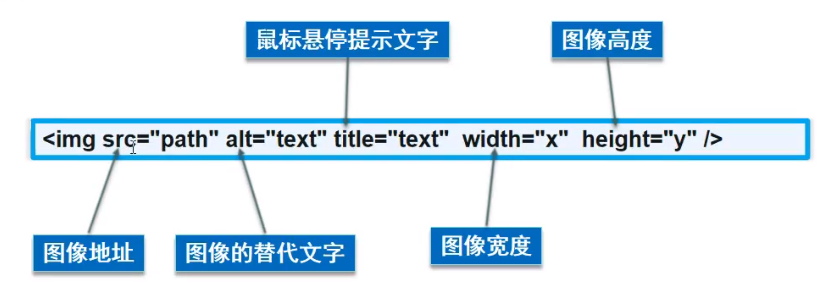 鼠标悬停提示文字
图像高度
<img src="path" alt="text" title="text" width="x" height="y" />
图像地址
图像的替代文字
图像宽度